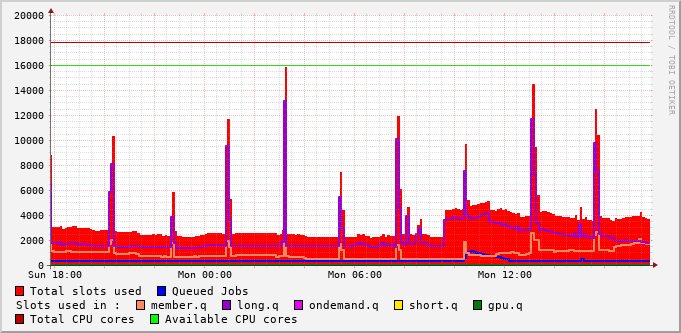 20000
18000
16000
14000
12000
10000
8000
6000
4000
2000
0
Sun 18:00 Mon 00:00 Mon 06:00 Mon 12:00
Total slots used Queued Jobs
Slots used in : member.q long.q ondemand.q short.q gpu.q
Total CPU cores Available CPU cores
RRDTOOL / TOBI OETIKER